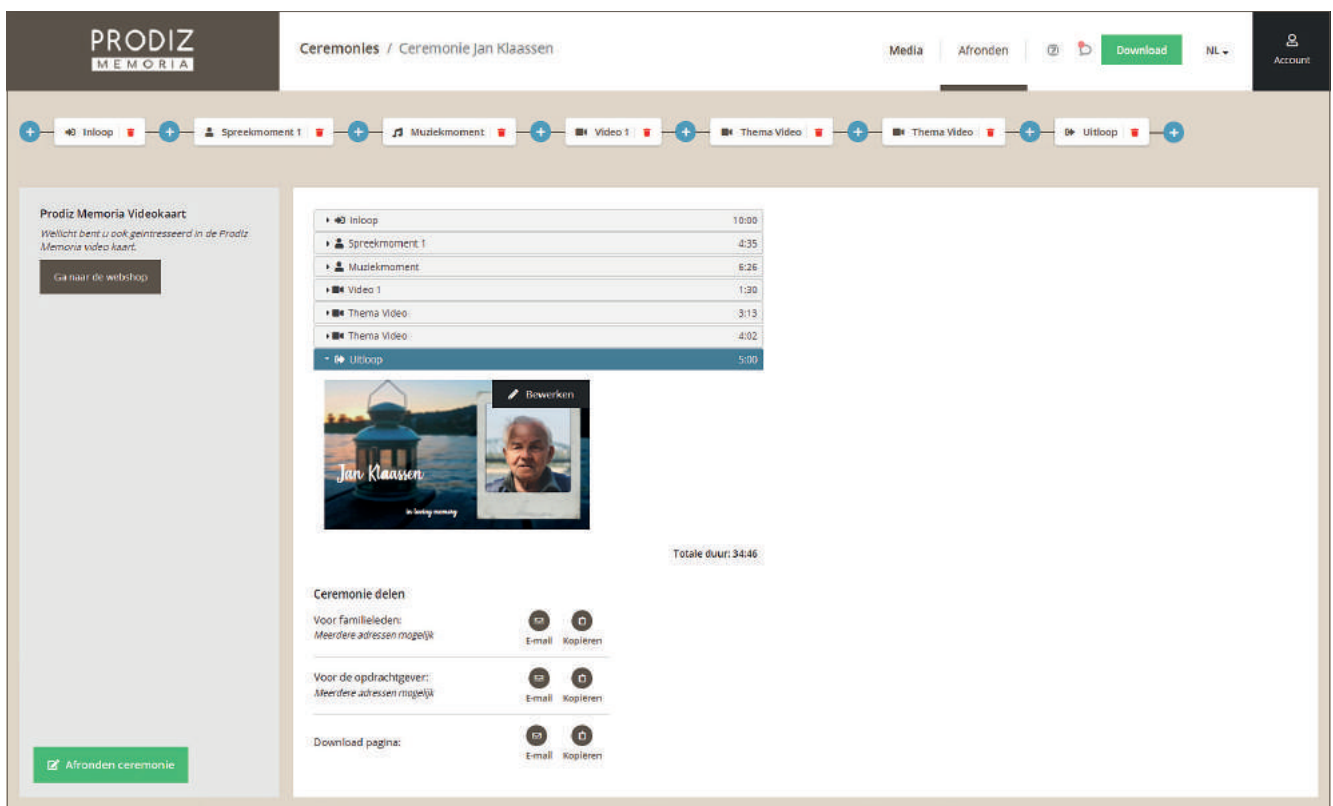 PRODIZ
MEMORIA
Ceremonies / Ceremonie Jan Klaassen
Media
Afronden
Download
NL
Account
Inloop
Spreekmoment 1
Muziekmoment
Video 1
Thema Video
Thema Video
Uitloop
Prodiz Memoria Videokaart
Wellicht bent u ook geïntresseerd in de Prodiz
Memoria video kaart.
Ga naar de webshop
Inloop 10:00
Spreekmoment 1 4:35
Muziekmoment 6:26
Video 1 1:30
Thema Video 3:13
Thema Video 4:02
Uitloop 5:00
Bewerken
Jan Klaassen
in loving memory
Totale duur: 34:46
Ceremonie delen
Voor familieleden:
Meerdere adressen mogelijk
E-mail Kopiëren
Voor de opdrachtgever:
Meerdere adressen mogelijk
E-mail Kopiëren
Download pagina:
E-mail Kopiëren
Afronden ceremonie